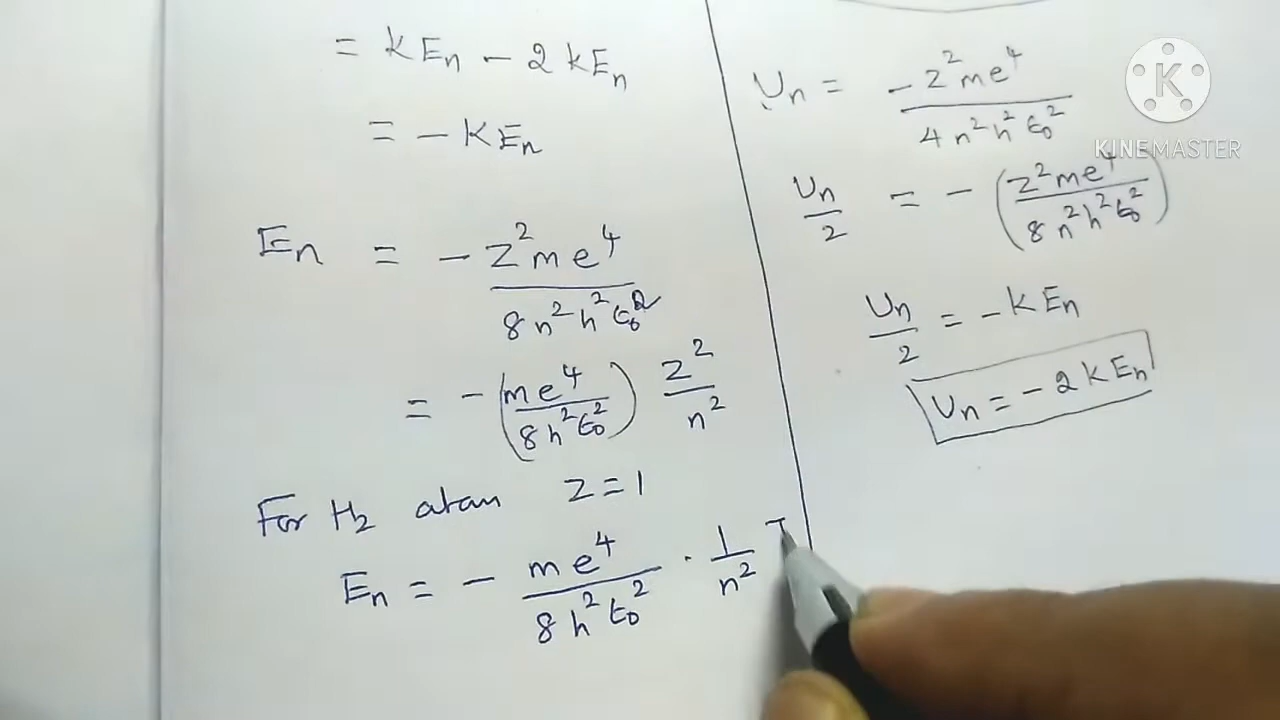 = KEn - 2KEn
= - KEn
En = - Z²me⁴ / 8n²h²ε₀²
= - (me⁴ / 8h²ε₀²) Z² / n²
For H₂ atom Z = 1
En = - me⁴ / 8h²ε₀² · 1 / n²
Un = - Z²me⁴ / 4n²h²ε₀²
Un / 2 = - (Z²me⁴ / 8n²h²ε₀²)
Un / 2 = - KEn
Un = - 2KEn
K
KINEMASTER